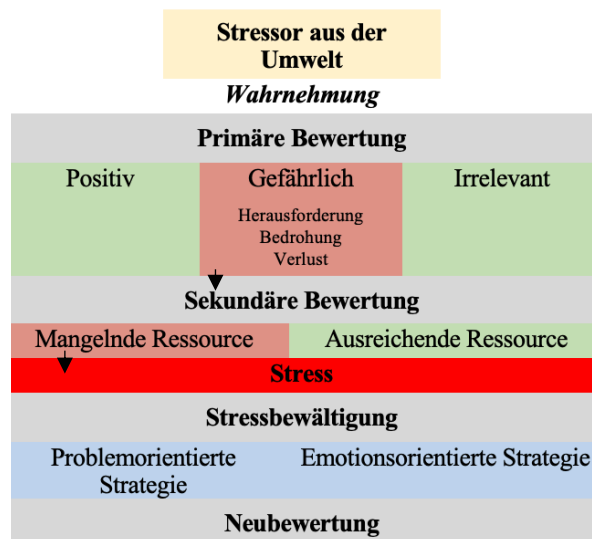 Stressor aus der
Umwelt
Wahrnehmung
Primäre Bewertung
Positiv Gefährlich Irrelevant
Herausforderung
Bedrohung
Verlust
Sekundäre Bewertung
Mangelnde Ressource Ausreichende Ressource
Stress
Stressbewältigung
Problemorientierte Emotionsorientierte Strategie
Strategie
Neubewertung